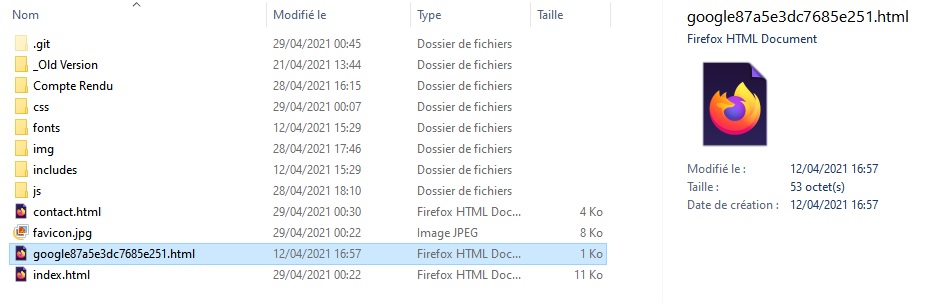 Nom Modifié le Type Taille
.git 29/04/2021 00:45 Dossier de fichiers
_Old Version 21/04/2021 13:44 Dossier de fichiers
Compte Rendu 28/04/2021 16:15 Dossier de fichiers
css 29/04/2021 00:07 Dossier de fichiers
fonts 12/04/2021 15:29 Dossier de fichiers
img 28/04/2021 17:46 Dossier de fichiers
includes 12/04/2021 15:29 Dossier de fichiers
js 28/04/2021 18:10 Dossier de fichiers
contact.html 29/04/2021 00:30 Firefox HTML Doc... 4 Ko
favicon.jpg 29/04/2021 00:22 Image JPEG 8 Ko
google87a5e3dc7685e251.html 12/04/2021 16:57 Firefox HTML Doc... 1 Ko
index.html 29/04/2021 00:22 Firefox HTML Doc... 11 Ko
google87a5e3dc7685e251.html
Firefox HTML Document
Modifié le : 12/04/2021 16:57
Taille : 53 octet(s)
Date de création : 12/04/2021 16:57